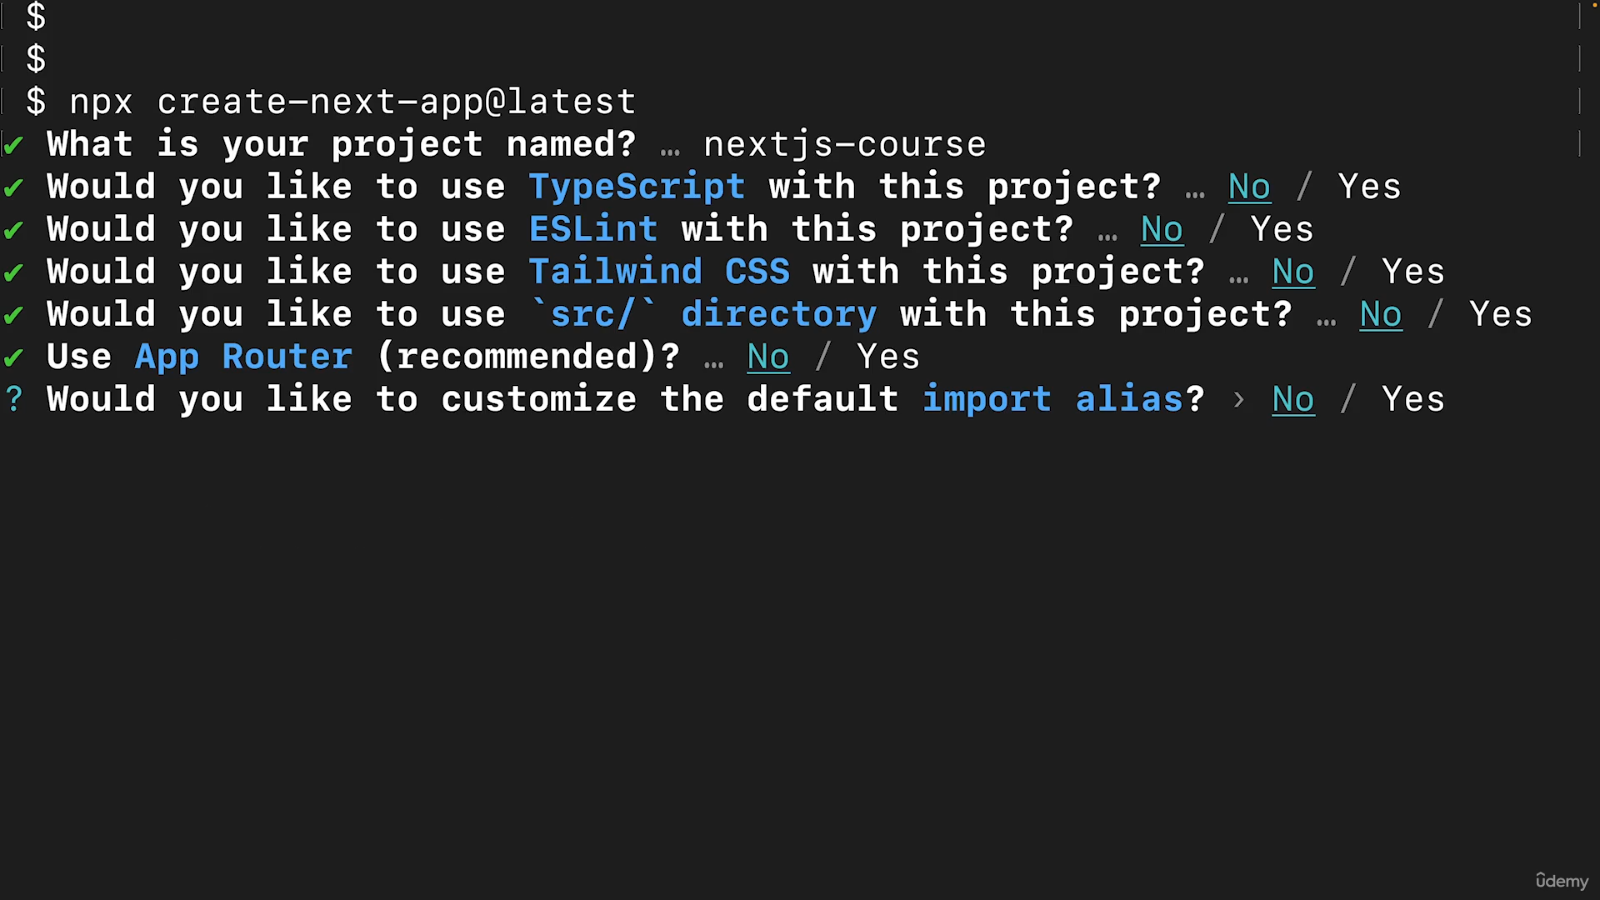 $
$
$ npx create-next-app@latest
✔ What is your project named? … nextjs-course
✔ Would you like to use TypeScript with this project? … No / Yes
✔ Would you like to use ESLint with this project? … No / Yes
✔ Would you like to use Tailwind CSS with this project? … No / Yes
✔ Would you like to use `src/` directory with this project? … No / Yes
✔ Use App Router (recommended)? … No / Yes
? Would you like to customize the default import alias? › No / Yes
ûdemy